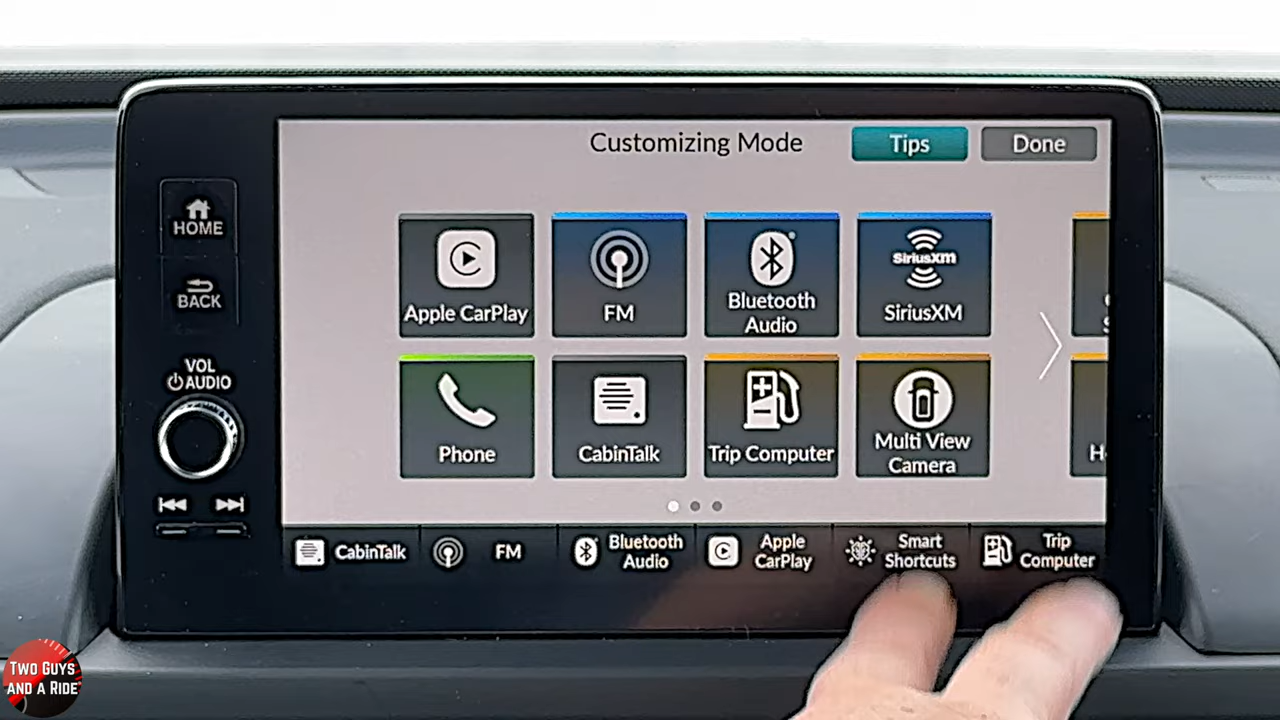 Customizing Mode
Tips
Done
HOME
BACK
VOL
AUDIO
Apple CarPlay
FM
Bluetooth
Audio
SiriusXM
Phone
CabinTalk
Trip Computer
Multi View
Camera
CabinTalk
FM
Bluetooth
Audio
Apple
CarPlay
Smart
Shortcuts
Trip
Computer
TWO GUYS
AND A RIDE